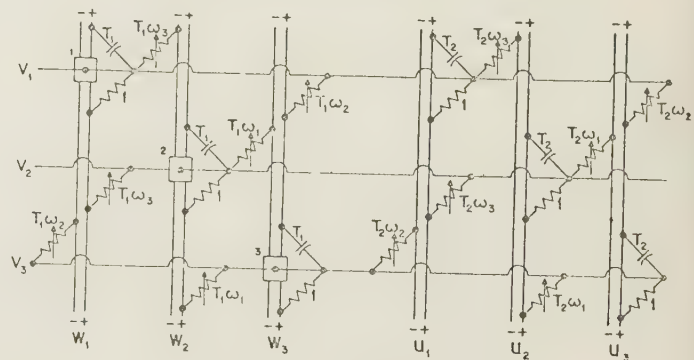 -+ -+ -+ -+ -+ -+
1 T₁ T₁ω₃ T₂ T₂ω₃
V₁ 1 T₁ω₂ 1 T₂ω₂
2 T₁ T₁ω₁ T₂ T₂ω₁
V₂ T₁ω₃ 1 T₂ω₃ 1
T₁ω₂ 3 T₁ T₂ω₂ T₂
V₃ T₁ω₁ 1 T₂ω₁ 1
-+ -+ -+ -+ -+ -+
W₁ W₂ W₃ U₁ U₂ U₃